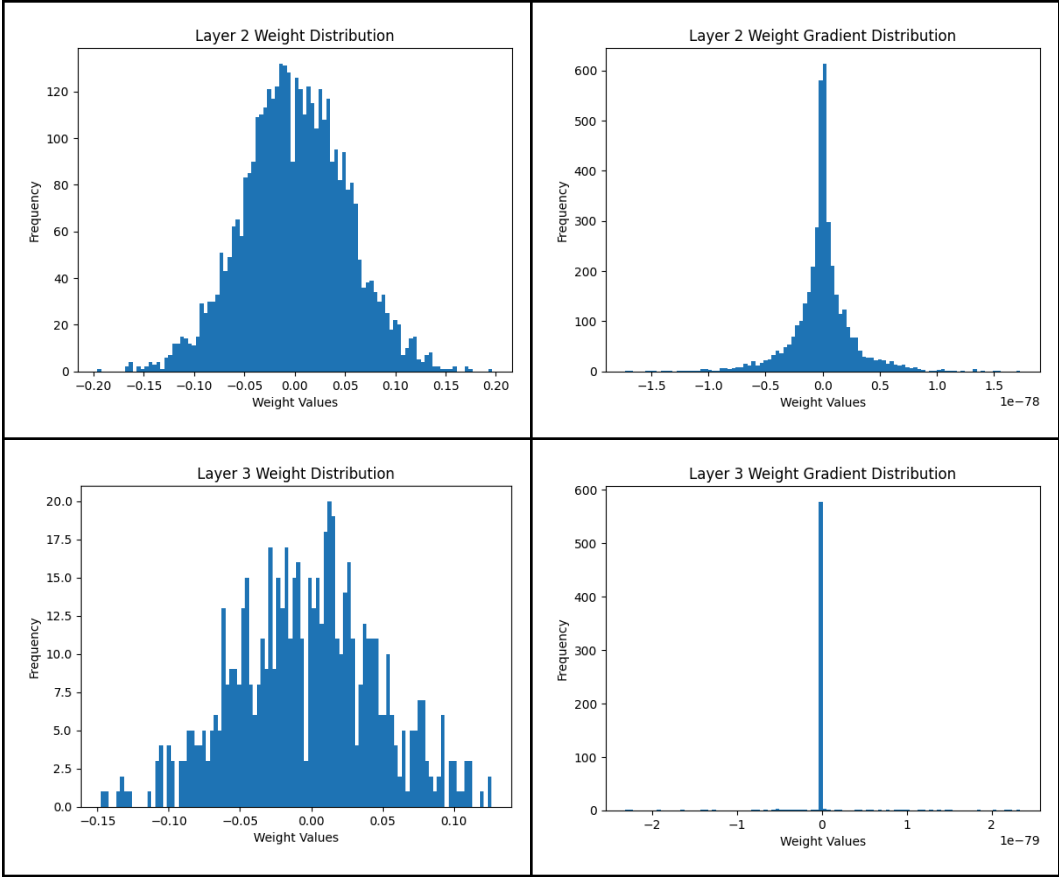 Layer 2 Weight Distribution
Frequency
120
100
80
60
40
20
0
−0.20 −0.15 −0.10 −0.05 0.00 0.05 0.10 0.15 0.20
Weight Values
Layer 2 Weight Gradient Distribution
Frequency
600
500
400
300
200
100
0
−1.5 −1.0 −0.5 0.0 0.5 1.0 1.5
1e−78
Weight Values
Layer 3 Weight Distribution
Frequency
20.0
17.5
15.0
12.5
10.0
7.5
5.0
2.5
0.0
−0.15 −0.10 −0.05 0.00 0.05 0.10
Weight Values
Layer 3 Weight Gradient Distribution
Frequency
600
500
400
300
200
100
0
−2 −1 0 1 2
1e−79
Weight Values